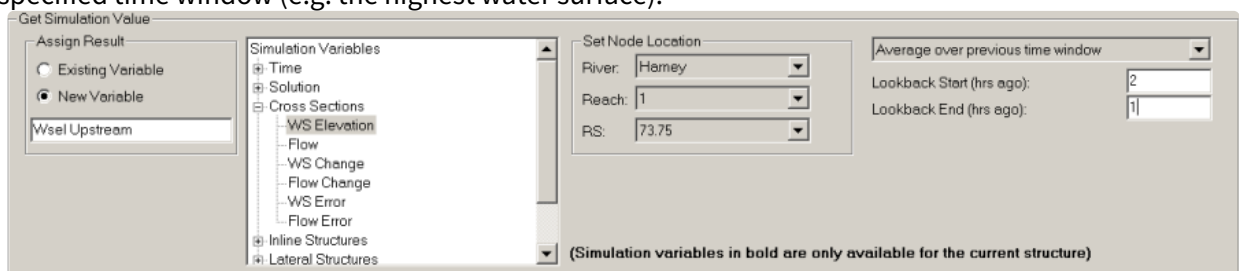 specified time window (e.g. the highest water surface).
Get Simulation Value
Assign Result
Existing Variable
New Variable
Wsel Upstream
Simulation Variables
Time
Solution
Cross Sections
WS Elevation
Flow
WS Change
Flow Change
WS Error
Flow Error
Inline Structures
Lateral Structures
Set Node Location
River: Harney
Reach: 1
RS: 73.75
Average over previous time window
Lookback Start (hrs ago): 2
Lookback End (hrs ago): 1
(Simulation variables in bold are only available for the current structure)